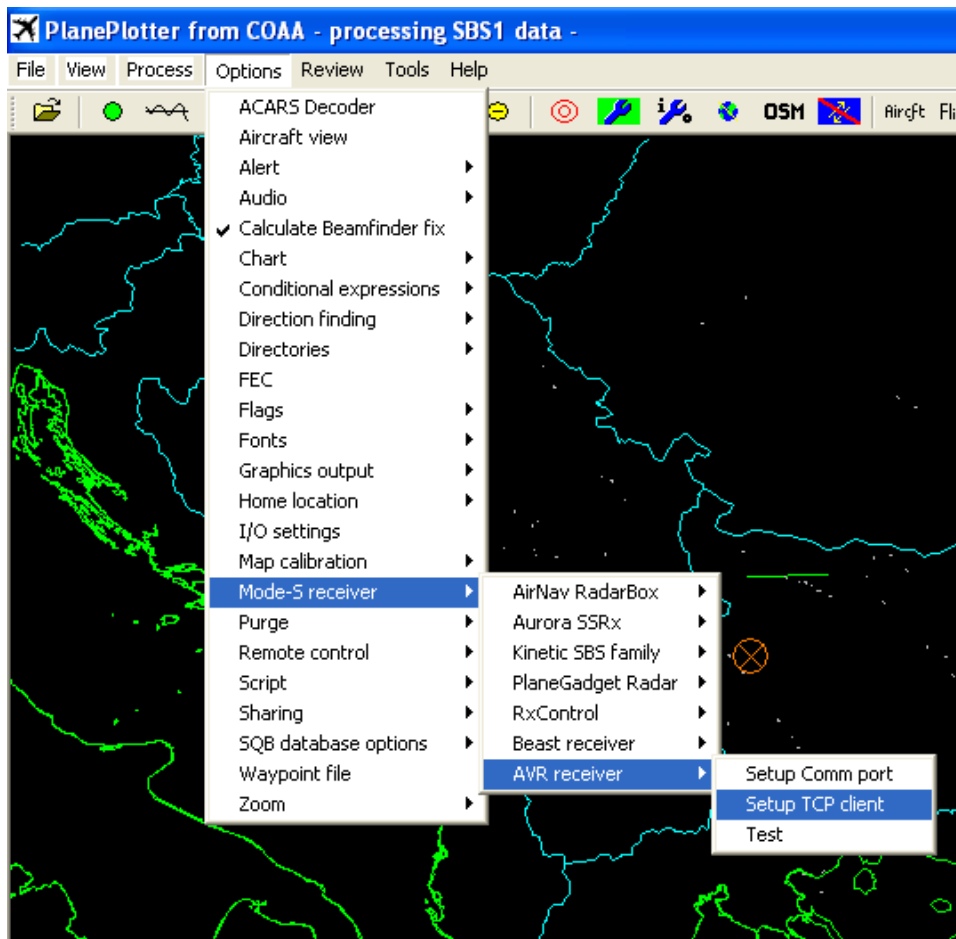 PlanePlotter from COAA - processing SBS1 data -
File View Process Options Review Tools Help
OSM Aircft
ACARS Decoder
Aircraft view
Alert
Audio
Calculate Beamfinder fix
Chart
Conditional expressions
Direction finding
Directories
FEC
Flags
Fonts
Graphics output
Home location
I/O settings
Map calibration
Mode-S receiver
Purge
Remote control
Script
Sharing
SQB database options
Waypoint file
Zoom
AirNav RadarBox
Aurora SSRx
Kinetic SBS family
PlaneGadget Radar
RxControl
Beast receiver
AVR receiver
Setup Comm port
Setup TCP client
Test